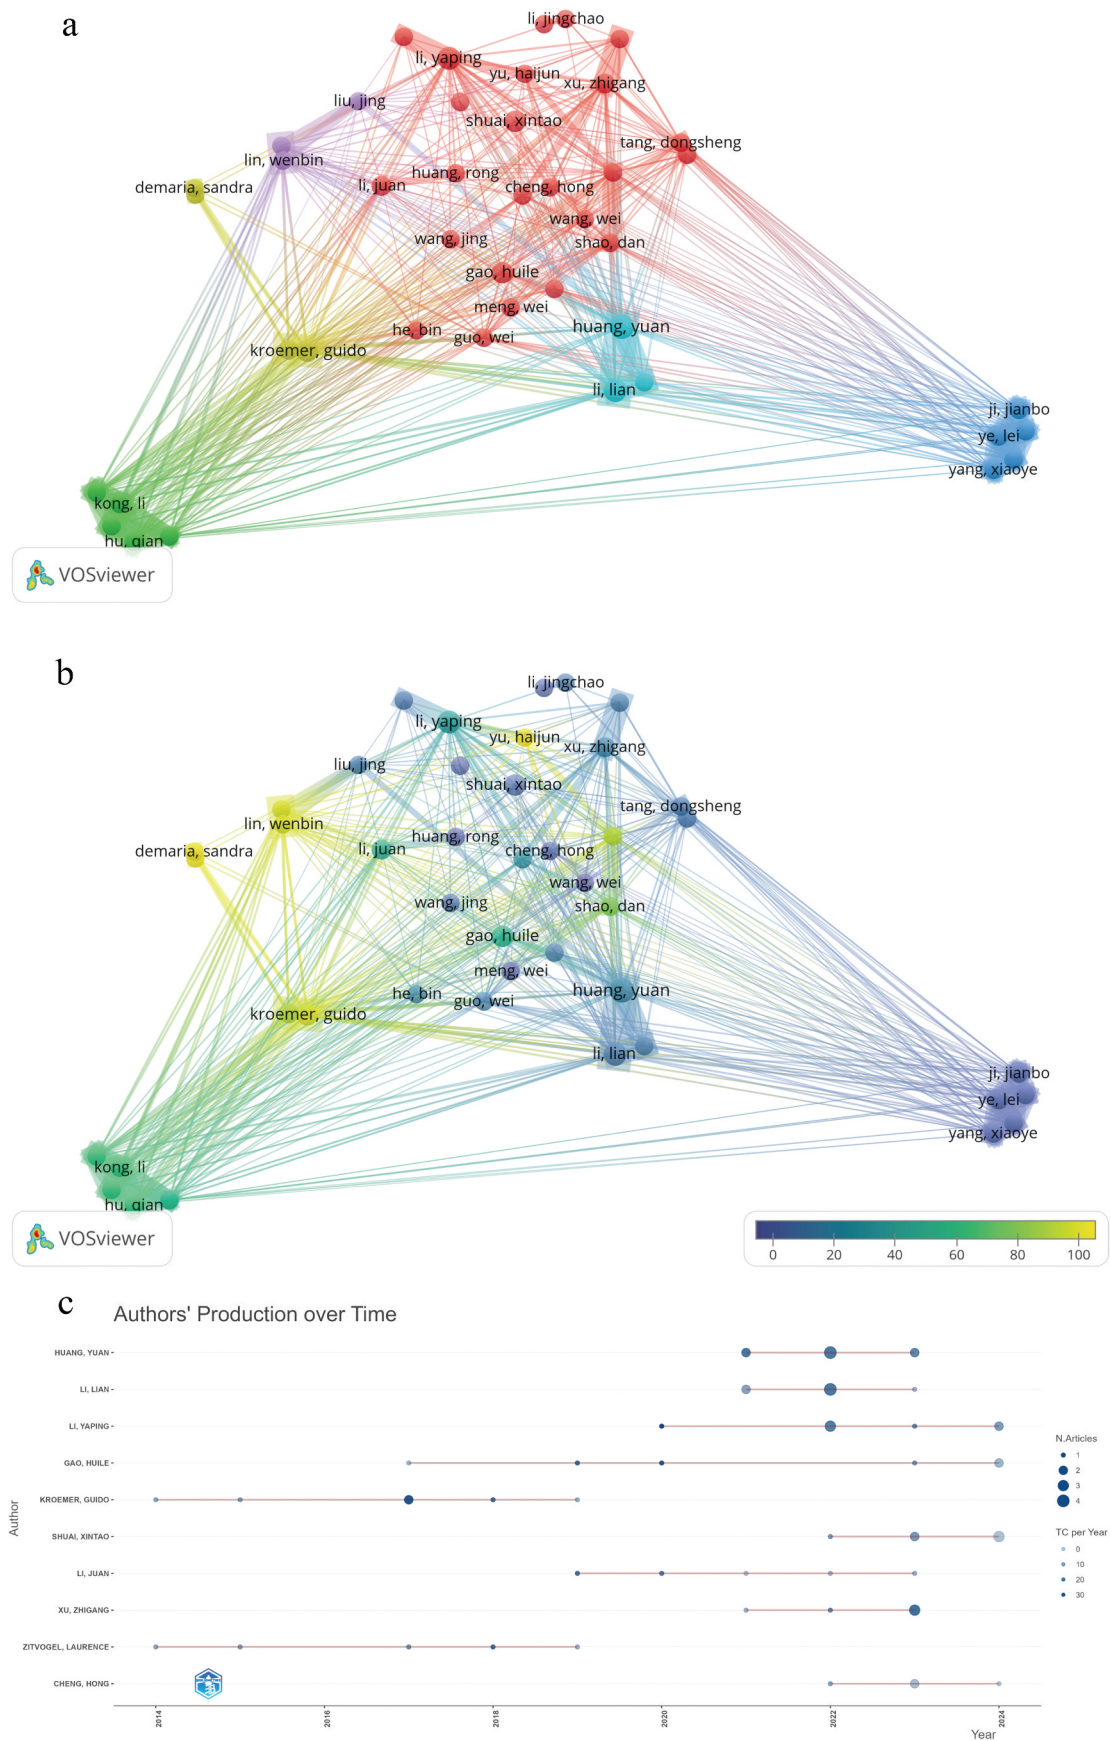 a
li, jingchao
li, yaping
yu, haijun
xu, zhigang
liu, jing
shuai, xintao
tang, dongsheng
lin, wenbin
huang, rong
demaria, sandra
li, juan
cheng, hong
wang, wei
wang, jing
shao, dan
gao, huile
meng, wei
huang, yuan
he, bin
guo, wei
kroemer, guido
li, lian
ji, jianbo
ye, lei
yang, xiaoye
kong, li
hu, qian
VOSviewer
b
li, jingchao
li, yaping
yu, haijun
xu, zhigang
liu, jing
shuai, xintao
tang, dongsheng
lin, wenbin
huang, rong
demaria, sandra
li, juan
cheng, hong
wang, wei
wang, jing
shao, dan
gao, huile
meng, wei
huang, yuan
he, bin
guo, wei
kroemer, guido
li, lian
ji, jianbo
ye, lei
yang, xiaoye
kong, li
hu, qian
VOSviewer
0 20 40 60 80 100
c
Authors' Production over Time
HUANG, YUAN
LI, LIAN
LI, YAPING
GAO, HUILE
KROEMER, GUIDO
SHUAI, XINTAO
LI, JUAN
XU, ZHIGANG
ZITVOGEL, LAURENCE
CHENG, HONG
Author
N.Articles
1
2
3
4
TC per Year
0
10
20
30
2014 2016 2018 2020 2022 2024
Year